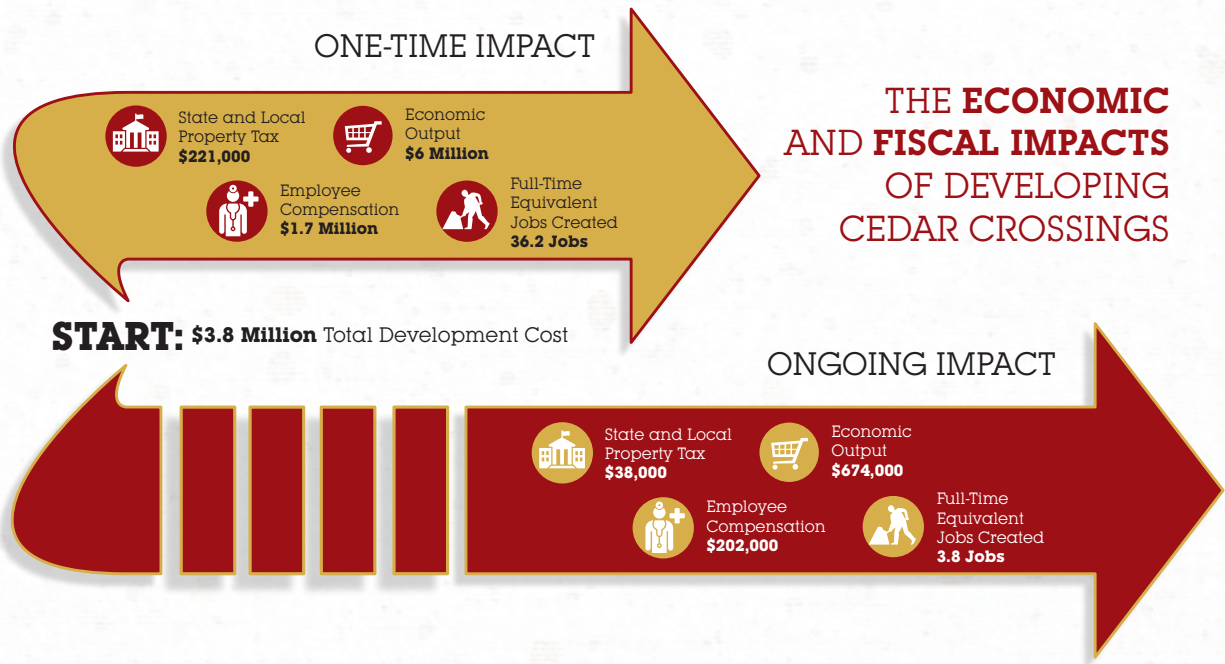 ONE-TIME IMPACT
State and Local
Property Tax
$221,000
Economic
Output
$6 Million
Employee
Compensation
$1.7 Million
Full-Time
Equivalent
Jobs Created
36.2 Jobs
THE ECONOMIC
AND FISCAL IMPACTS
OF DEVELOPING
CEDAR CROSSINGS
START: $3.8 Million Total Development Cost
ONGOING IMPACT
State and Local
Property Tax
$38,000
Economic
Output
$674,000
Employee
Compensation
$202,000
Full-Time
Equivalent
Jobs Created
3.8 Jobs